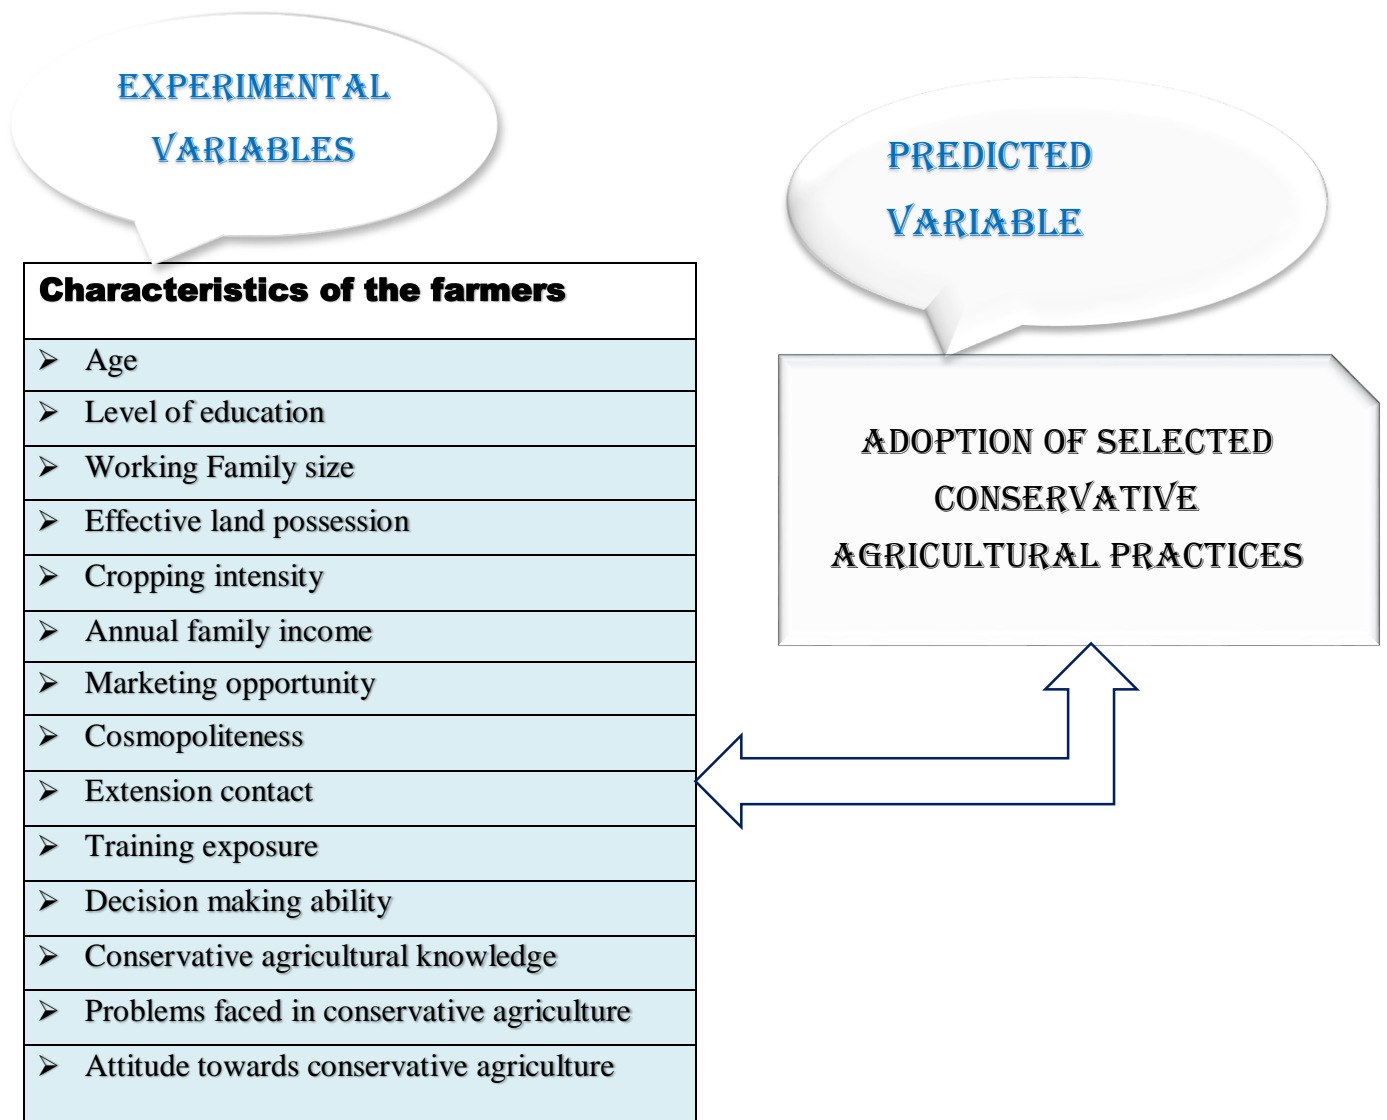 EXPERIMENTAL
VARIABLES
PREDICTED
VARIABLE
Characteristics of the farmers
➢ Age
➢ Level of education
➢ Working Family size
➢ Effective land possession
➢ Cropping intensity
➢ Annual family income
➢ Marketing opportunity
➢ Cosmopoliteness
➢ Extension contact
➢ Training exposure
➢ Decision making ability
➢ Conservative agricultural knowledge
➢ Problems faced in conservative agriculture
➢ Attitude towards conservative agriculture
ADOPTION OF SELECTED
CONSERVATIVE
AGRICULTURAL PRACTICES